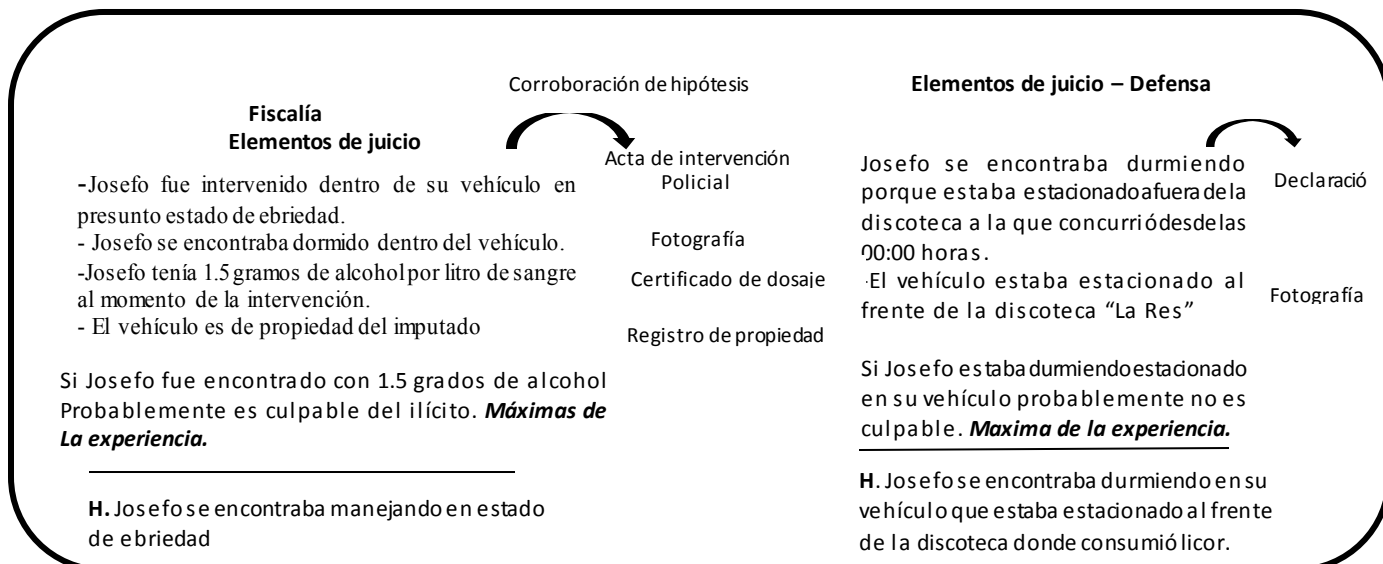 Fiscalía
Elementos de juicio
-Josefo fue intervenido dentro de su vehículo en
presunto estado de ebriedad.
- Josefo se encontraba dormido dentro del vehículo.
-Josefo tenía 1.5 gramos de alcohol por litro de sangre
al momento de la intervención.
- El vehículo es de propiedad del imputado
Si Josefo fue encontrado con 1.5 grados de alcohol
Probablemente es culpable del ilícito. Máximas de
La experiencia.
H. Josefo se encontraba manejando en estado
de ebriedad
Corroboración de hipótesis
Acta de intervención
Policial
Fotografía
Certificado de dosaje
Registro de propiedad
Elementos de juicio – Defensa
Josefo se encontraba durmiendo
porque estaba estacionado afuera de la
discoteca a la que concurrió desde las
00:00 horas.
-El vehículo estaba estacionado al
frente de la discoteca “La Res”
Si Josefo estaba durmiendo estacionado
en su vehículo probablemente no es
culpable. Maxima de la experiencia.
H. Josefo se encontraba durmiendo en su
vehículo que estaba estacionado al frente
de la discoteca donde consumió licor.
Declaració
Fotografía